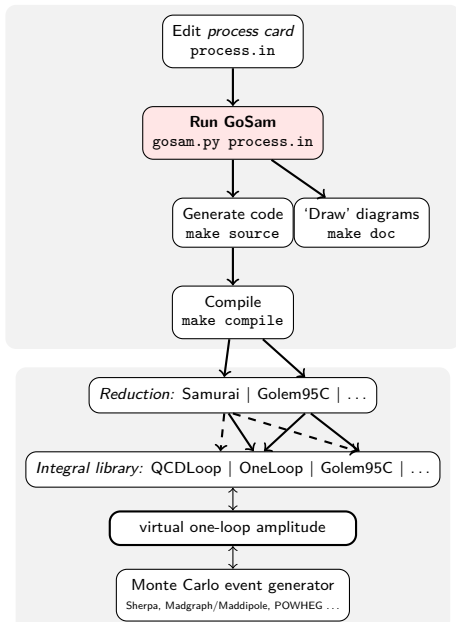 Edit process card
process.in
Run GoSam
gosam.py process.in
Generate code
make source
‘Draw’ diagrams
make doc
Compile
make compile
Reduction: Samurai | Golem95C | ...
Integral library: QCDLoop | OneLoop | Golem95C | ...
virtual one-loop amplitude
Monte Carlo event generator
Sherpa, Madgraph/Maddipole, POWHEG ...